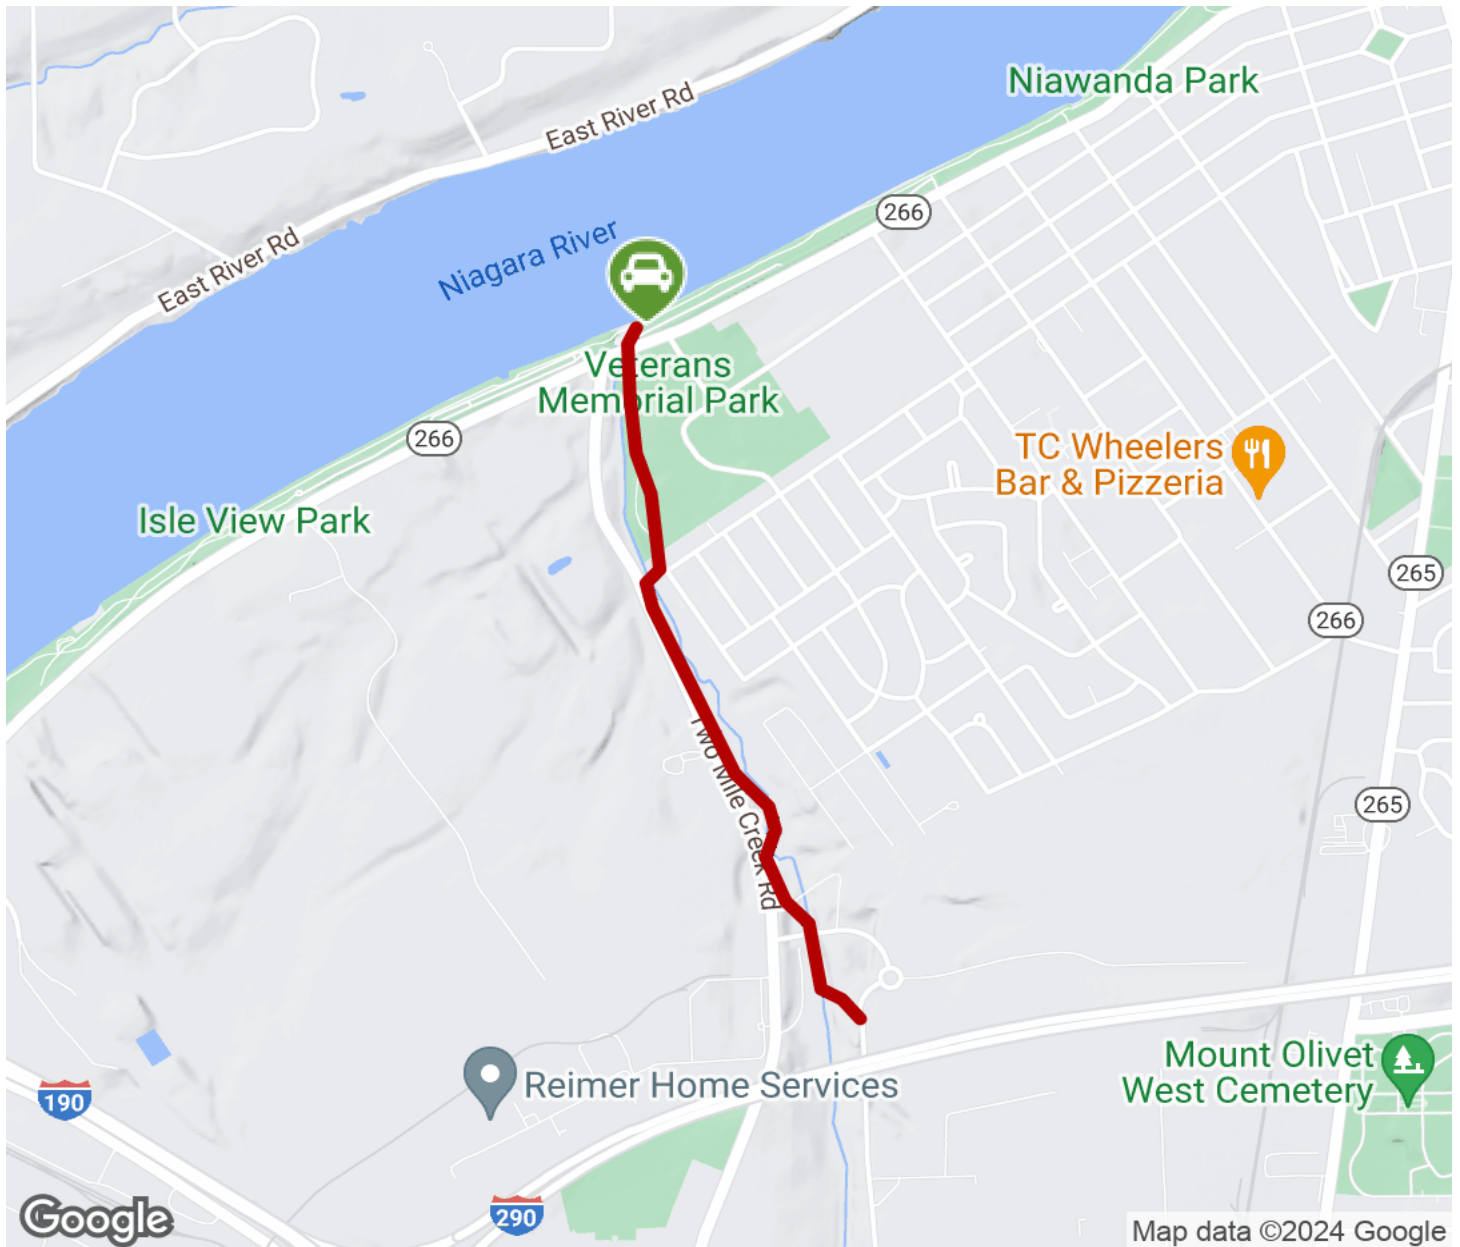 Niawanda Park
East River Rd
266
East River Rd
Niagara River
Veterans
Memorial Park
266
TC Wheelers
Bar & Pizzeria
Isle View Park
265
266
Two Mile Creek Rd
265
Mount Olivet
West Cemetery
Reimer Home Services
190
290
Google
Map data ©2024 Google